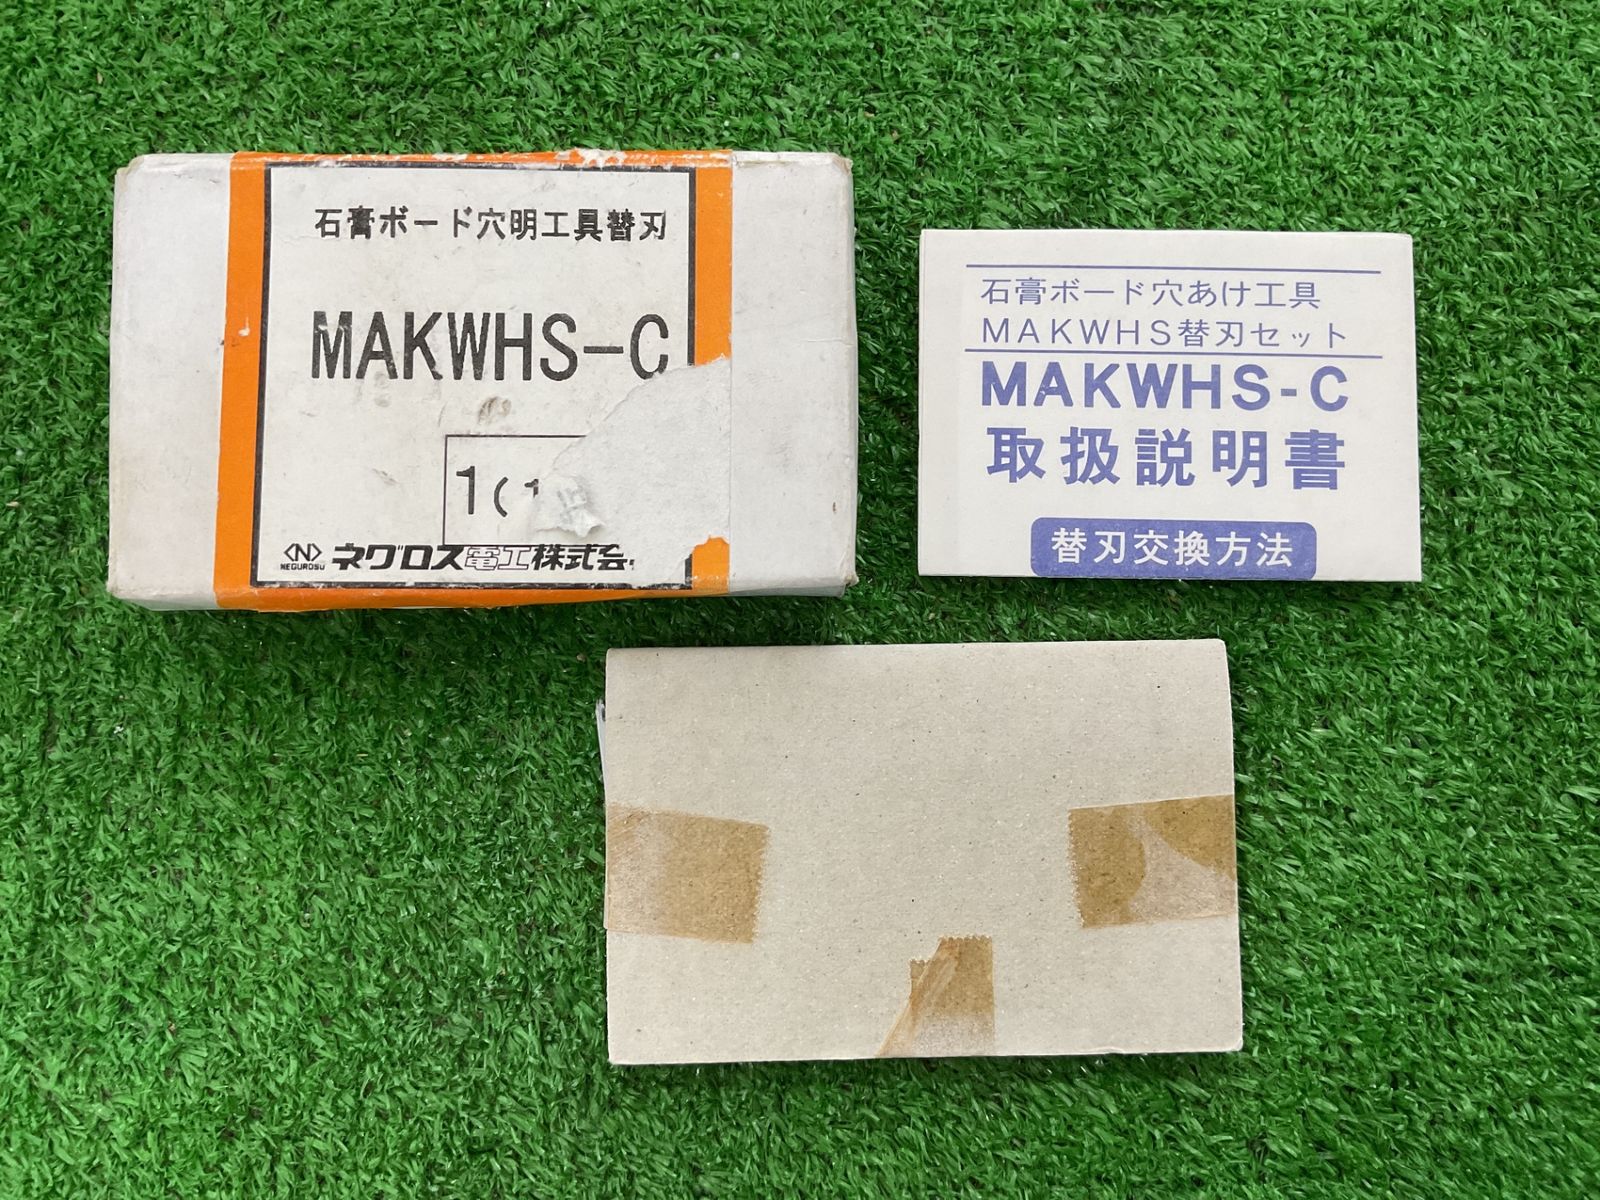 石膏ボード穴明工具替刃
MAKWHS-C
1(1
<N>
NEGUROSU
ネグロス電工株式会
石膏ボード穴あけ工具
MAKWHS替刃セット
MAKWHS-C
取扱説明書
替刃交換方法